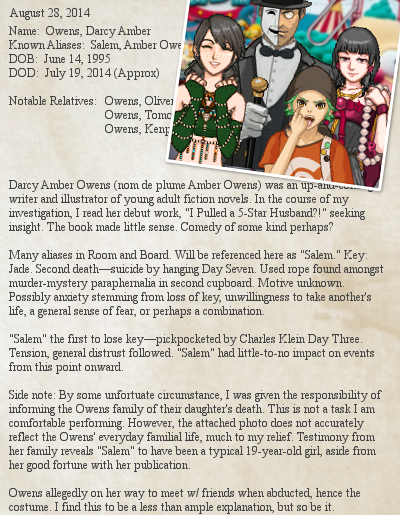 August 28, 2014
Name: Owens, Darcy Amber
Known Aliases: Salem, Amber Owe
DOB: June 14, 1995
DOD: July 19, 2014 (Approx)
Notable Relatives: Owens, Oliver
Owens, Tomo
Owens, Kenp
Darcy Amber Owens (nom de plume Amber Owens) was an up-and-coming
writer and illustrator of young adult fiction novels. In the course of my
investigation, I read her debut work, "I Pulled a 5-Star Husband?!" seeking
insight. The book made little sense. Comedy of some kind perhaps?
Many aliases in Room and Board. Will be referenced here as "Salem." Key:
Jade. Second death—suicide by hanging Day Seven. Used rope found amongst
murder-mystery paraphernalia in second cupboard. Motive unknown.
Possibly anxiety stemming from loss of key, unwillingness to take another's
life, a general sense of fear, or perhaps a combination.
"Salem" the first to lose key—pickpocketed by Charles Klein Day Three.
Tension, general distrust followed. "Salem" had little-to-no impact on events
from this point onward.
Side note: By some unfortuate circumstance, I was given the responsibility of
informing the Owens family of their daughter's death. This is not a task I am
comfortable performing. However, the attached photo does not accurately
reflect the Owens' everyday familial life, much to my relief. Testimony from
her family reveals "Salem" to have been a typical 19-year-old girl, aside from
her good fortune with her publication.
Owens allegedly on her way to meet w/ friends when abducted, hence the
costume. I find this to be a less than ample explanation, but so be it.